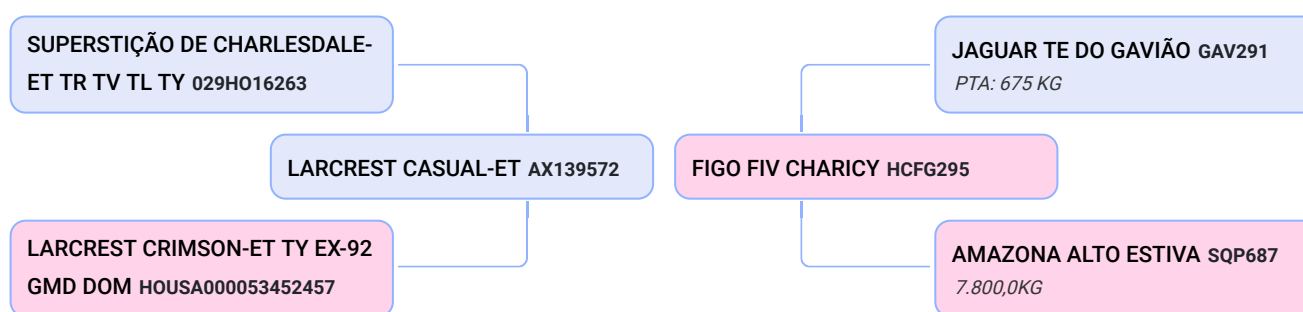 SUPERSTIÇÃO DE CHARLESDALE-
ET TR TV TL TY 029HO16263
LARCREST CASUAL-ET AX139572
LARCREST CRIMSON-ET TY EX-92
GMD DOM HOUSA000053452457
JAGUAR TE DO GAVIÃO GAV291
PTA: 675 KG
FIGO FIV CHARICY HCFG295
AMAZONA ALTO ESTIVA SQP687
7.800,0KG